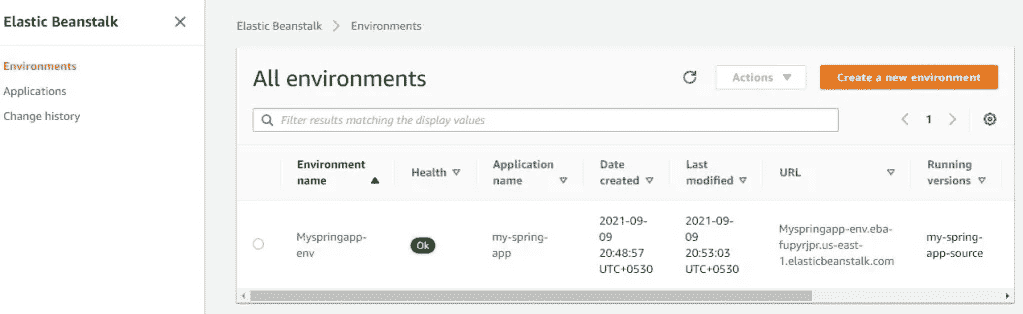 Elastic Beanstalk
Environments
Applications
Change history
Elastic Beanstalk Environments
All environments
Actions
Create a new environment
Filter results matching the display values
1
Environment name
Health
Application name
Date created
Last modified
URL
Running versions
Myspringapp-
env
Ok
my-spring-
app
2021-09-
09
20:48:57
UTC+0530
2021-09-
09
20:53:03
UTC+0530
Myspringapp-env.eba-
fupyrjpr.us-east-
1.elasticbeanstalk.com
my-spring-
app-source